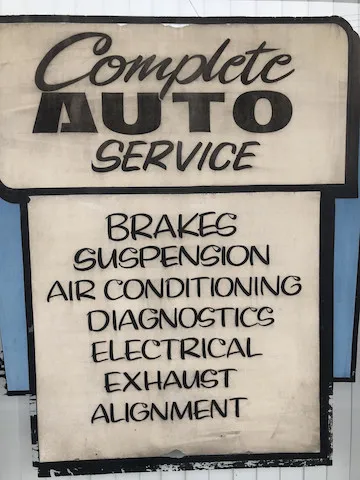 Complete
AUTO
SERVICE
BRAKES
SUSPENSION
AIR CONDITIONING
DIAGNOSTICS
ELECTRICAL
EXHAUST
ALIGNMENT